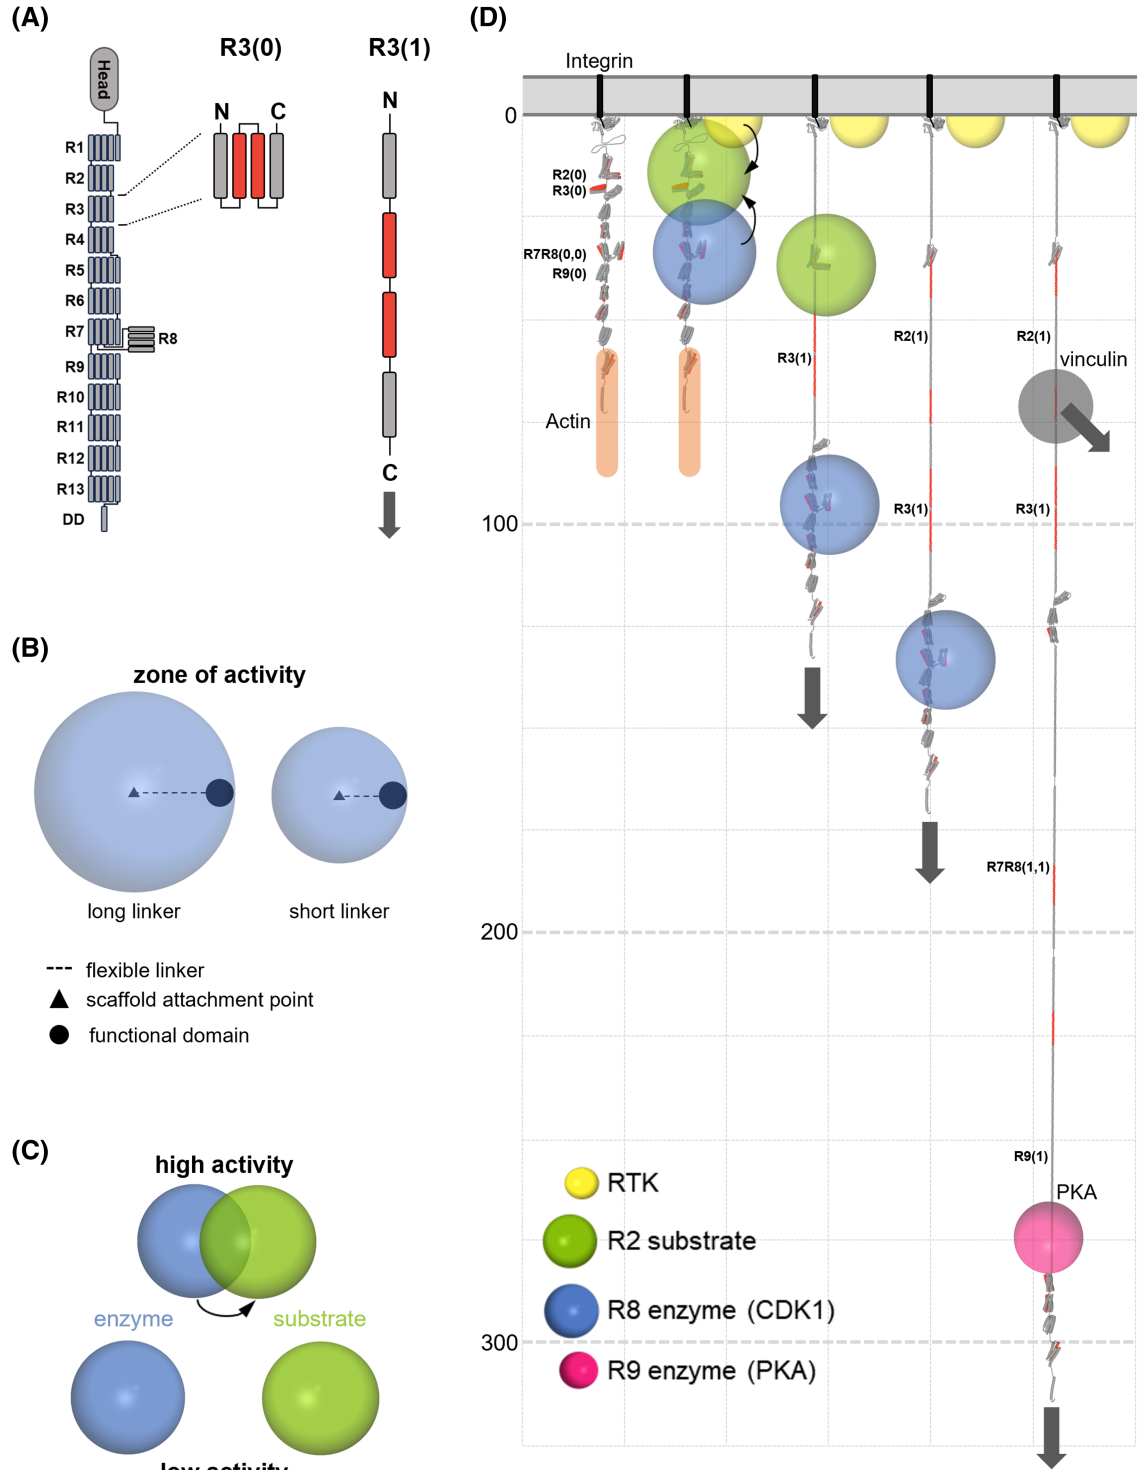 (A)
R3(0)
R3(1)
Head
N
C
N
R1
R2
R3
R4
R5
R6
R7
R8
R9
R10
R11
R12
R13
DD
C
(B)
zone of activity
long linker
short linker
flexible linker
scaffold attachment point
functional domain
(C)
high activity
enzyme
substrate
low activity
(D)
Integrin
0
R2(0)
R3(0)
R7R8(0,0)
R9(0)
Actin
R3(1)
R2(1)
R2(1)
vinculin
R3(1)
R3(1)
100
R7R8(1,1)
200
R9(1)
PKA
RTK
R2 substrate
R8 enzyme (CDK1)
300
R9 enzyme (PKA)